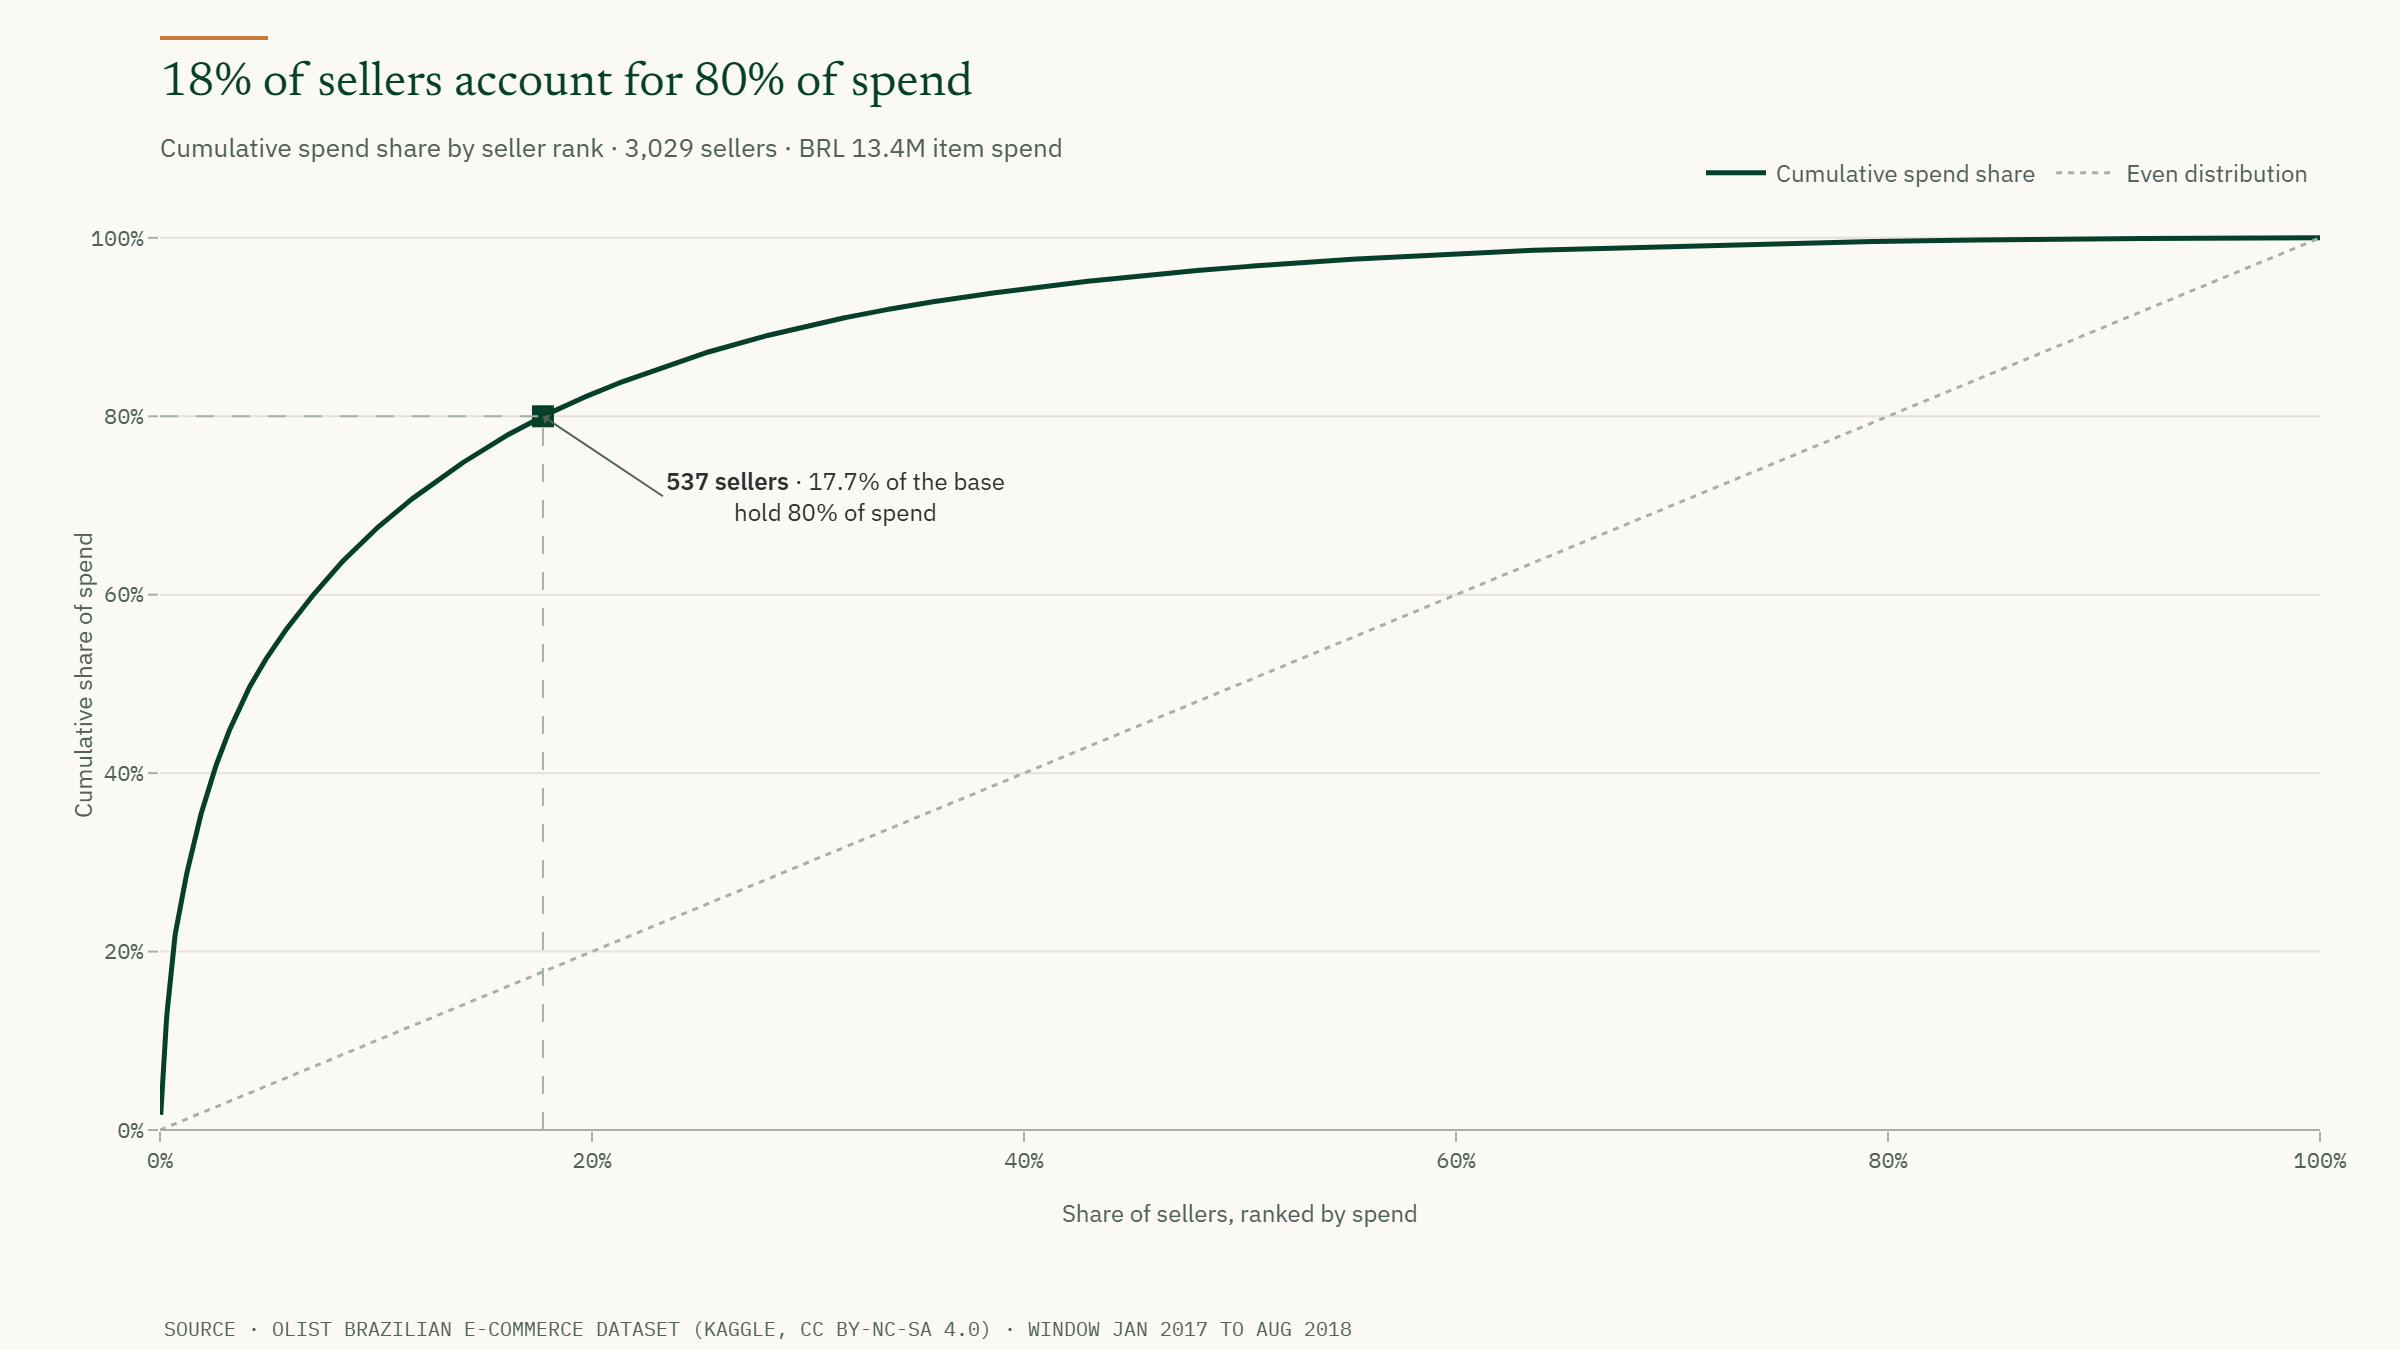 18% of sellers account for 80% of spend
Cumulative spend share by seller rank · 3,029 sellers · BRL 13.4M item spend
Cumulative spend share
Even distribution
Cumulative share of spend
100%
80%
60%
40%
20%
0%
537 sellers · 17.7% of the base
hold 80% of spend
0%
20%
40%
60%
80%
100%
Share of sellers, ranked by spend
SOURCE · OLIST BRAZILIAN E-COMMERCE DATASET (KAGGLE, CC BY-NC-SA 4.0) · WINDOW JAN 2017 TO AUG 2018